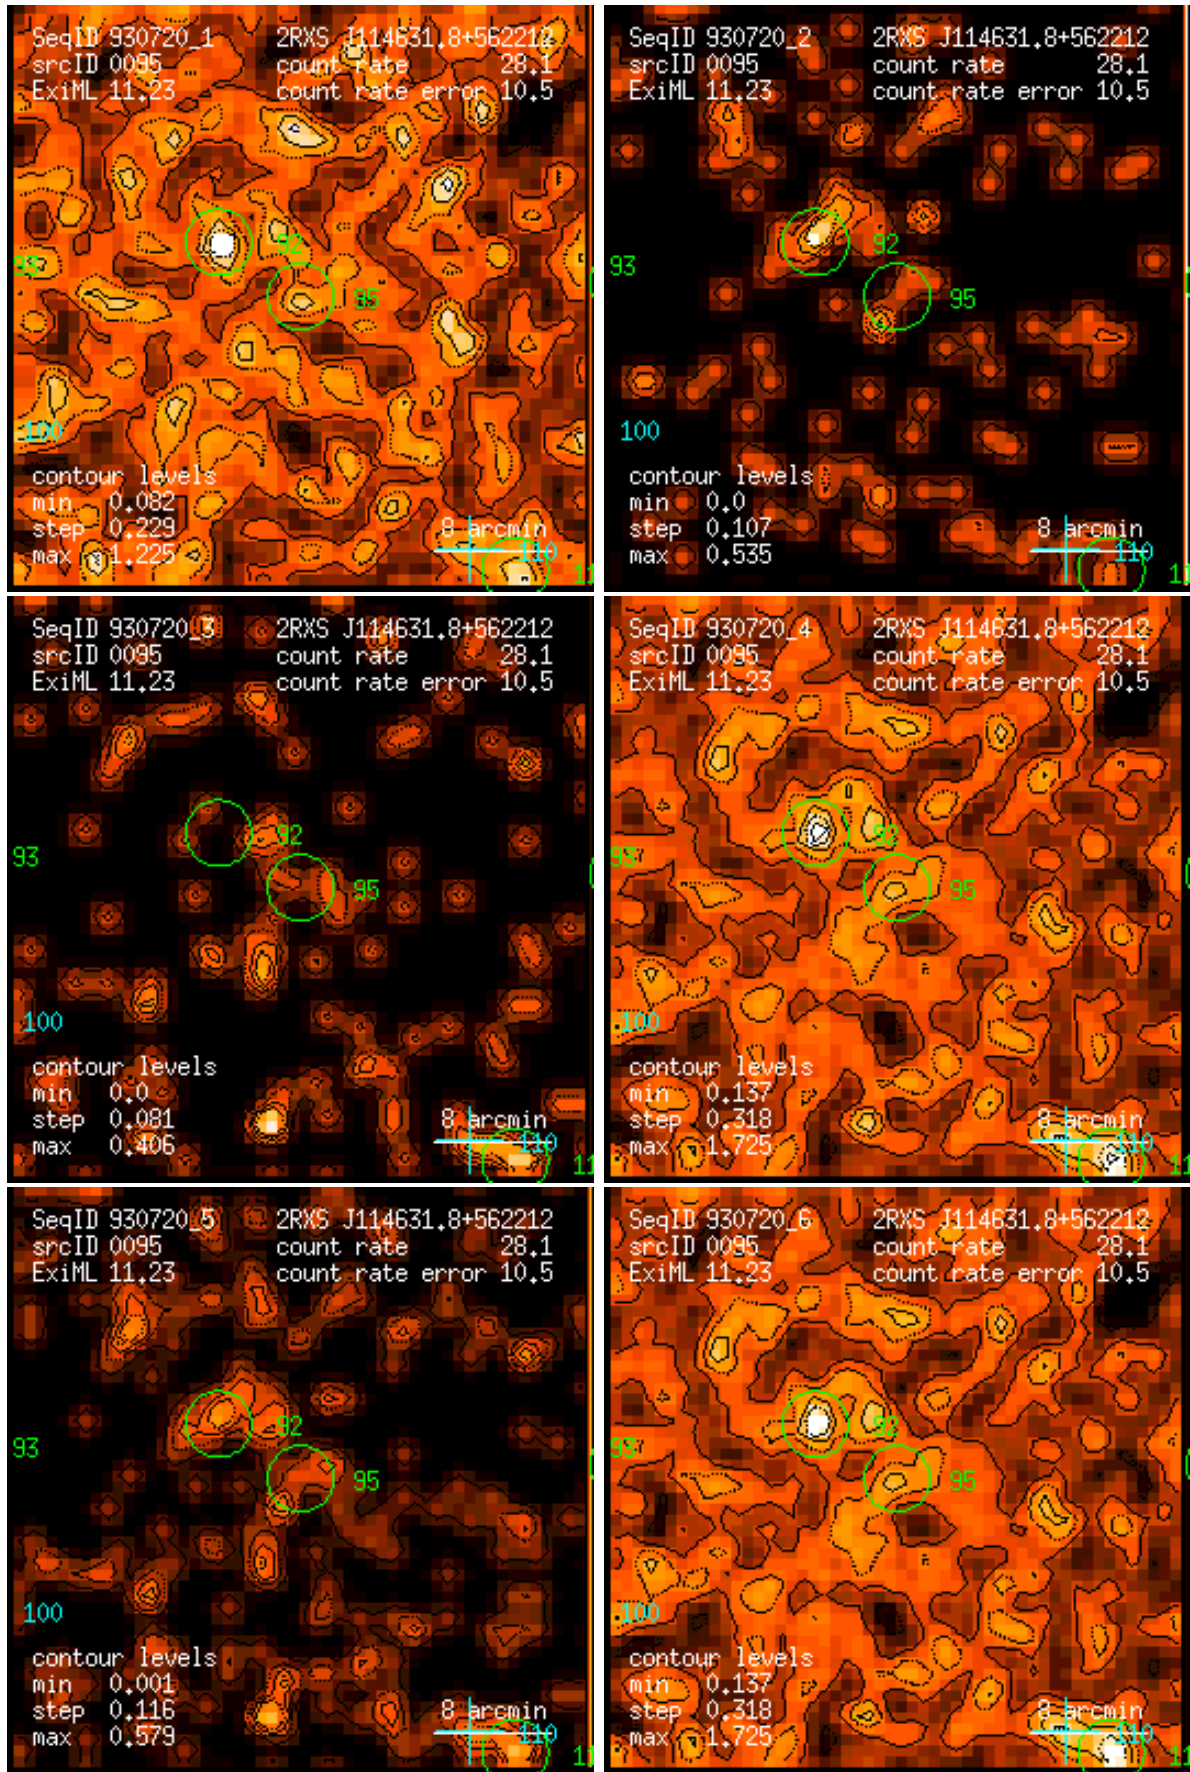 SeqID 930720_1 2RXS J114631.8+562212
srcID 0095 count rate 28.1
ExiML 11.23 count rate error 10.5
92
93
95
100
contour levels
min 0.082
step 0.229 8 arcmin
max 1.225 110
11
SeqID 930720_2 2RXS J114631.8+562212
srcID 0095 count rate 28.1
ExiML 11.23 count rate error 10.5
92
93
95
100
contour levels
min 0.0
step 0.107 8 arcmin
max 0.535 110
11
SeqID 930720_3 2RXS J114631.8+562212
srcID 0095 count rate 28.1
ExiML 11.23 count rate error 10.5
92
93
95
100
contour levels
min 0.0
step 0.081 8 arcmin
max 0.406 110
11
SeqID 930720_4 2RXS J114631.8+562212
srcID 0095 count rate 28.1
ExiML 11.23 count rate error 10.5
92
93
95
100
contour levels
min 0.137
step 0.318 8 arcmin
max 1.725 110
11
SeqID 930720_5 2RXS J114631.8+562212
srcID 0095 count rate 28.1
ExiML 11.23 count rate error 10.5
92
93
95
100
contour levels
min 0.001
step 0.116 8 arcmin
max 0.579 110
11
SeqID 930720_6 2RXS J114631.8+562212
srcID 0095 count rate 28.1
ExiML 11.23 count rate error 10.5
92
93
95
100
contour levels
min 0.137
step 0.318 8 arcmin
max 1.725 110
11